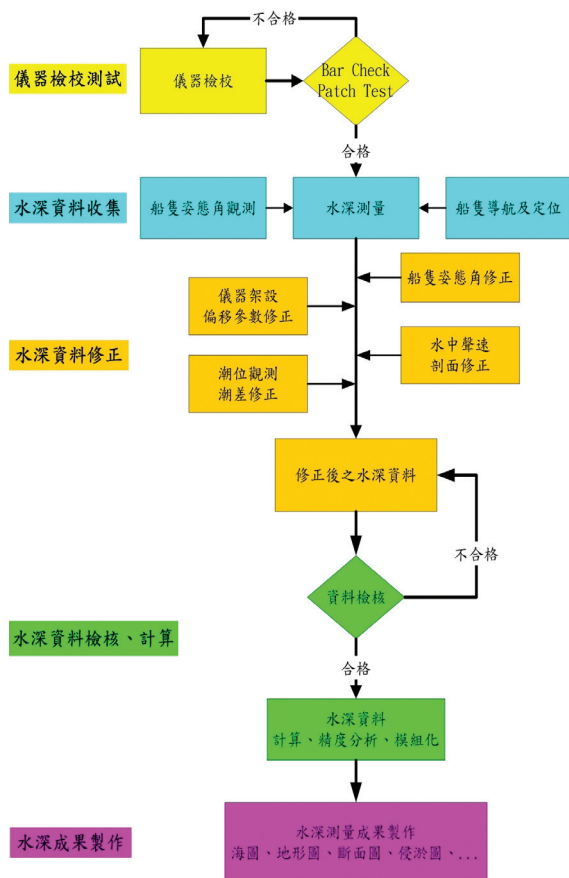 不合格
儀器檢校測試
儀器檢校
Bar Check
Patch Test
合格
水深資料收集
船隻姿態角觀測
水深測量
船隻導航及定位
船隻姿態角修正
儀器架設
偏移參數修正
水深資料修正
水中聲速
剖面修正
潮位觀測
潮差修正
修正後之水深資料
不合格
資料檢核
水深資料檢核、計算
合格
水深資料
計算、精度分析、模組化
水深成果製作
水深測量成果製作
海圖、地形圖、斷面圖、侵淤圖、...